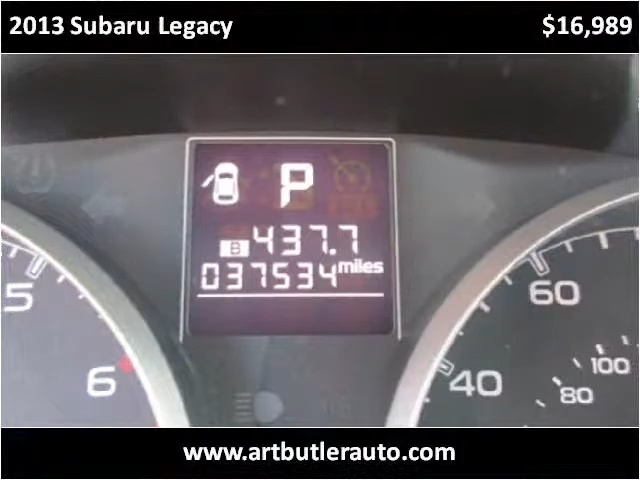 2013 Subaru Legacy $16,989
P
B 437.7
037534 miles
5
6
60
40
100
80
www.artbutlerauto.com